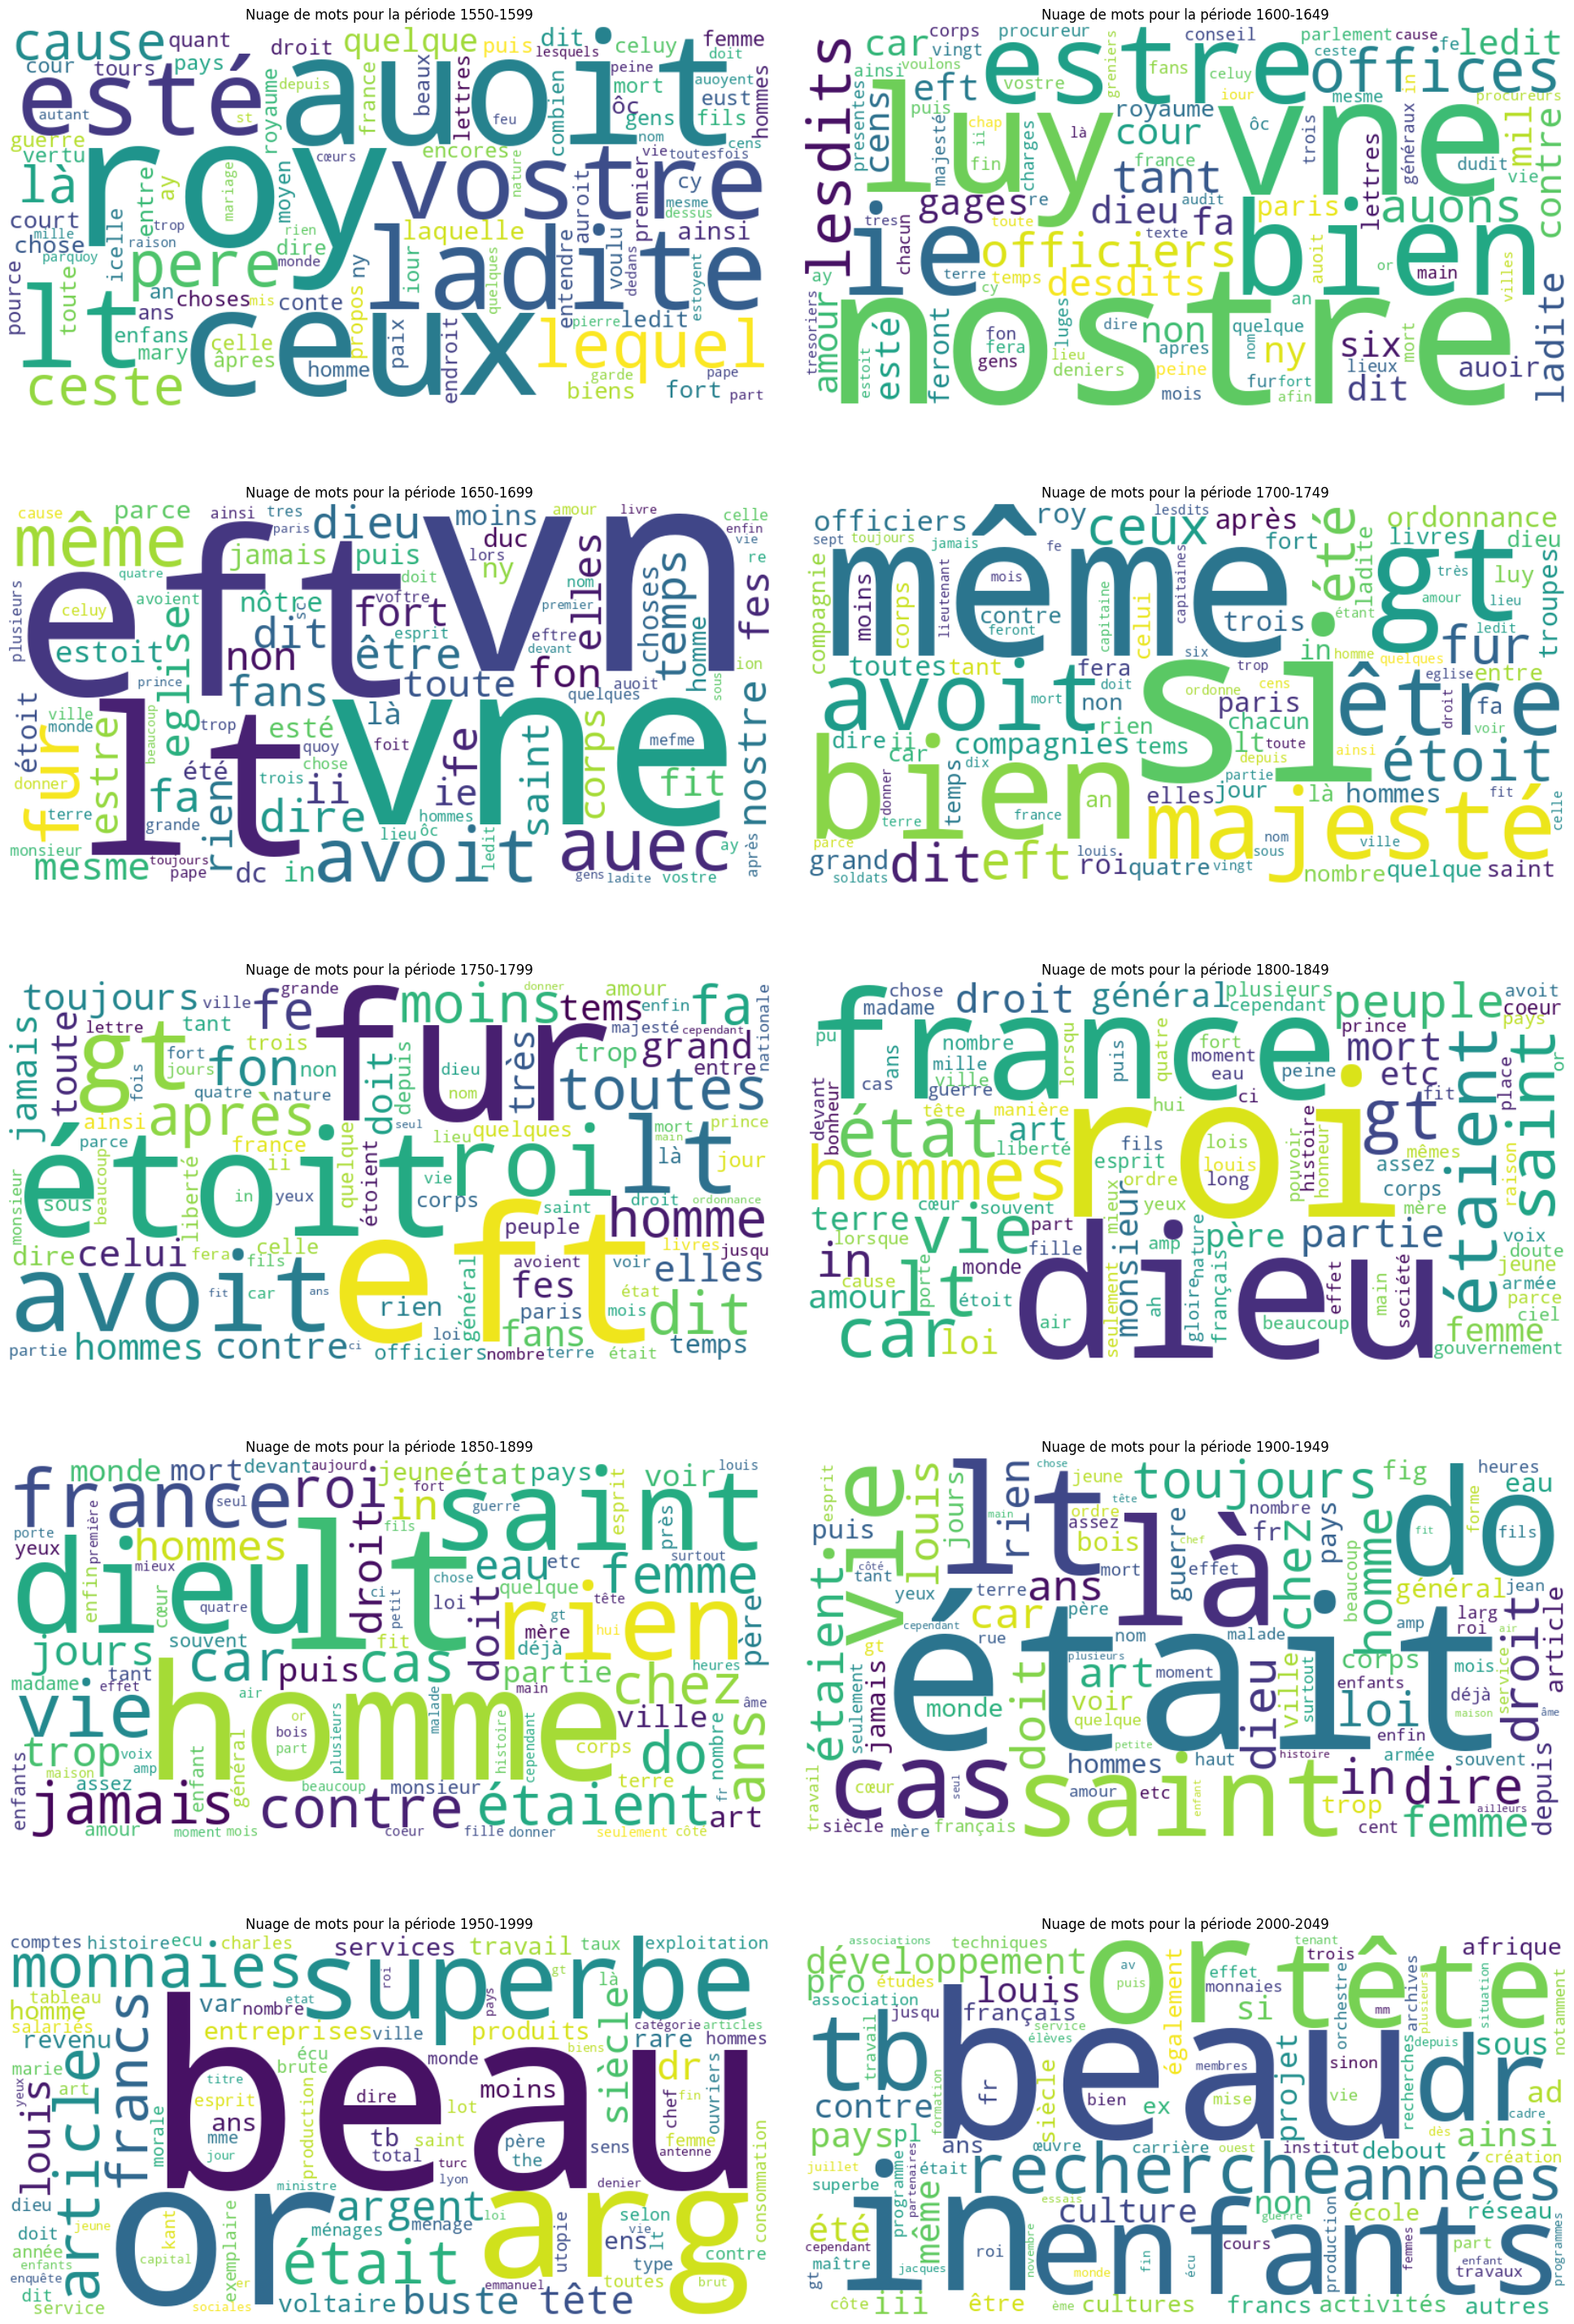 Nuage de mots pour la période 1550-1599
cause quant droit quelque puis dit lesquels celuy femme
cour tours pays royaume depuis france beaux lettres combien ôc peine mort auoyent doit
esté auoit eust hommes
autant st feu gens fils
guerre vertu cœurs encores nom cens
là roy vostre vie toutesfois
entre ay mariage moyen nature auroit premier cy mesme dessus
court trop rien laquelle ainsi
chose mille raison icelle dire
parquoy pere monde ladite voulu dedans
pource toute an choses mis conte propos ny iour quelques entendre estoyent
lt ans
enfans celle paix pierre ledit
mary âpres ceux lequel
ceste homme endroit garde pape
biens fort part
Nuage de mots pour la période 1600-1649
car corps procureur conseil parlement cause fe ledit
vingt estre ceste offices
ainsi voulons vostre greniers fans celuy iour in mesme procureurs
lesdits eft puis royaume
presentes cens majesté chap ii là cour ôc trois généraux mil contre
luy vne dudit vie
fin charges france tant lettres
gages re dieu audit paris auons
tresin chacun officiers fa bien
ie texte or main
terre temps desdits auoit villes
ay cy an
tresoriers amour esté feront fon dire non quelque six mort auoir ladite
fera luges lieu nostre ny
gens deniers apres nom lieux
estoit peine fur fort dit
mois afin
Nuage de mots pour la période 1650-1699
cause parce ainsi tres dieu moins amour livre celle
même paris duc enfin vie
jamais puis lors elles re
quatre eft doit ny vn choses temps fes
plusieurs celuy avoient nôtre voftre nom
eglise dit sc fort esprit premier homme
estoit non être eftre devant sous ion
prince fans toute fon auoit
quelques
étoit ville trop esté là vne nostre
monde beaucoup quoy foit mefme
fur estre été trois chose saint corps fit
donner fa ii iefe
terre lt dire hommes
grande rien lieu ôc
monsieur toujours avoit auec ay après
mesme pape dc in ledit gens ladite vostre
Nuage de mots pour la période 1700-1749
officiers roy ceux lesdits après été ordonnance
sept toujours jamais fe fort livres dieu
même gt
compagnie moins corps lieutenant mois contre capitaine celui capitaines trois ladite très luy troupes
feront amour lieu
étant ledit
toutes tant fera six trop in homme quelques fur
avoit doit si entre
mort non ordonne cens eglise
rien paris être droit fa voir
chacun
dire ii compagnies tems lt toute étoit ainsi
car depuis
bien dix partie fit
donner temps an elles jour là hommes celle
terre france majesté
parce nom ville
grand dit eft louis roi sous
soldats quatre vingt nombre quelque saint
Nuage de mots pour la période 1750-1799
toujours ville grande moins amour donner
fe tems enfin fa
jamais toute lettre tant fur majesté cependant nationale
gt trois trop grand
fort fon non doit depuis dieu très entre
fois jours toutes
quatre nature nom
ainsi après seul
parce france quelque lieu quelques mort prince
ii étoient vie main
étoit roi lt là jour
monsieur sous beaucoup liberté in yeux corps
saint droit ordonnance
peuple homme
dire celui fera celle livres jusqu
fils avoient voir
avoit fit car ans eft fes elles
rien général paris état
loi fans mois dit
partie hommes contre ci officiers nombre terre était temps
Nuage de mots pour la période 1800-1849
chose droit général plusieurs peuple avoit
madame cependant coeur
pu france prince pays
ans nombre lorsqu puis quatre fort mort
mille moment or
cas ville eau peine etc
devant bonheur guerre ci gt fit place
état tête manière hui étaient saint
art roi mêmes
hommes liberté fils lois histoire pouvoir honneur
esprit louis assez raison
ordre long corps
terre cœur souvent mieux yeux mère
lorsque vie part monsieur père partie voix
in fille amp doute
cause monde nature effet main société jeune
amour lt porte étoit dieu armée
seulement ah gloire français parce
car loi air beaucoup ciel
femme
gouvernement
Nuage de mots pour la période 1850-1899
monde mort devant aujourd jeune état pays voir louis
france fort
seul roi in saint esprit
porte première guerre près
yeux hommes droit fils
enfin mieux eau etc surtout
dieu lt chose femme
cœur ci quelque
quatre petit loi rien tête
jours souvent doit gt hui père
car fit mère
tant puis cas déjà
madame partie chez heures
effet air main
vie homme âme
or malade ville
trop bois histoire ans
voix plusieurs part cependant corps do nombre
enfants maison amp enfant général
assez beaucoup monsieur terre fr
jamais contre étaient art
amour moment mois coeur fille donner seulement côté
Nuage de mots pour la période 1900-1949
esprit vie louis jours lt rien chose jeune toujours fig heures
main ordre tête nombre eau
puis assez fr pays do forme
bois chef fit fils
côté là guerre chez homme
tant mort effet
yeux terre ans beaucoup
étaient car père général jean
cependant amp larg
rue nom malade roi air
gt était article
plusieurs corps droit
jamais doit art moment dieu ville surtout mois
seulement monde voir enfants loi déjà service
quelque maison âme
petite enfin
travail cas hommes haut histoire armée souvent depuis
cœur seul saint in dire
amour etc enfant trop
siècle mère français cent femme ailleurs
Nuage de mots pour la période 1950-1999
comptes histoire ecu charles services travail taux exploitation
monnaies roi gt là
superbe
tableau var nombre etat pays siècle
homme catégorie articles
salariés entreprises ville produits rare hommes
revenu francs écu biens
marie brute monde dr
louis yeux art titre beau moins ouvriers
article esprit production dire chef fin
morale ans lot femme
mme tb saint père sens antenne consommation
jour total turc the
lyon
dieu ministre denier
or argent arg
doit jeune kant exemplaire loi selon
année ménages ménage utopie vie
enfants capital ens lt contre
enquête était type
dit er emmanuel toutes brut
service sociales voltaire buste tête
Nuage de mots pour la période 2000-2049
associations techniques or tenant trois afrique
développement av effet
pro études louis puis également monnaies tête archives plusieurs situation notamment
association jusqu français si orchestre mm
tb service
travail élèves projet depuis sous
beau dr
formation siècle membres sinon recherches
contre fr bien mise vie ad
ex cadre
pays pl
ans œuvre carrière ouest institut debout dès ainsi
juillet programme partenaires était création
superbe recherche années
essais
été même culture non école réseau
cependant guerre production
roi novembre cours femmes part programmes
maître in enfants enfant
gt jacques fin écu monde travaux
côte iii être ème cultures francs activités autres